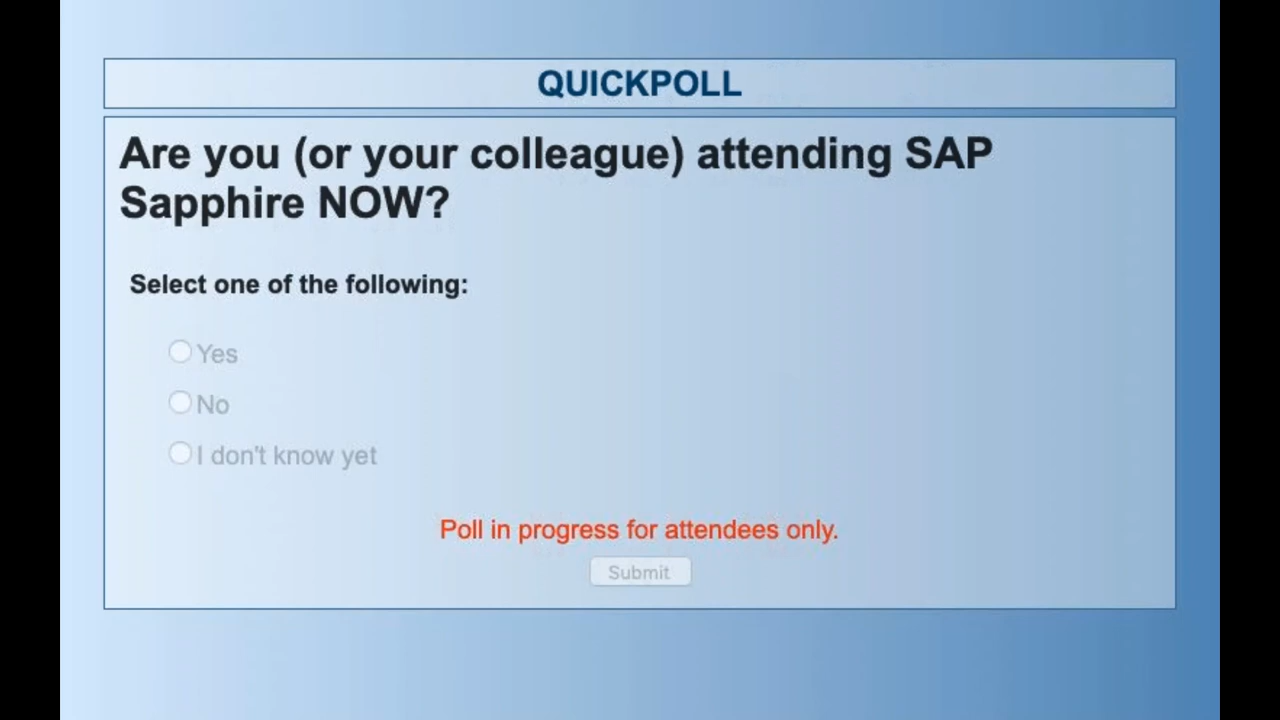 QUICKPOLL
Are you (or your colleague) attending SAP
Sapphire NOW?
Select one of the following:
Yes
No
I don't know yet
Poll in progress for attendees only.
Submit